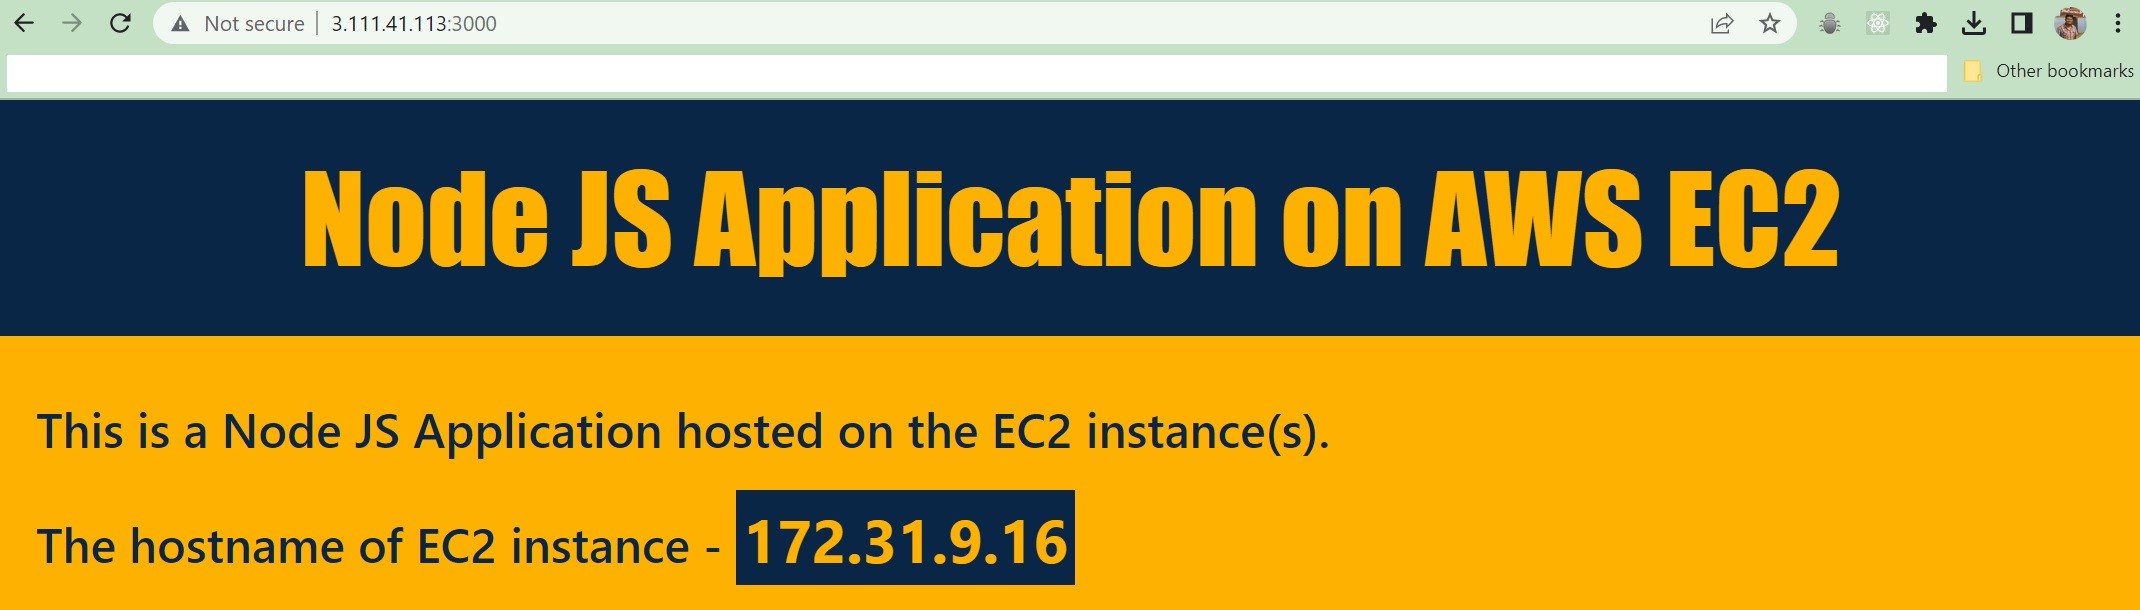 Not secure | 3.111.41.113:3000
Other bookmarks
Node JS Application on AWS EC2
This is a Node JS Application hosted on the EC2 instance(s).
The hostname of EC2 instance - 172.31.9.16